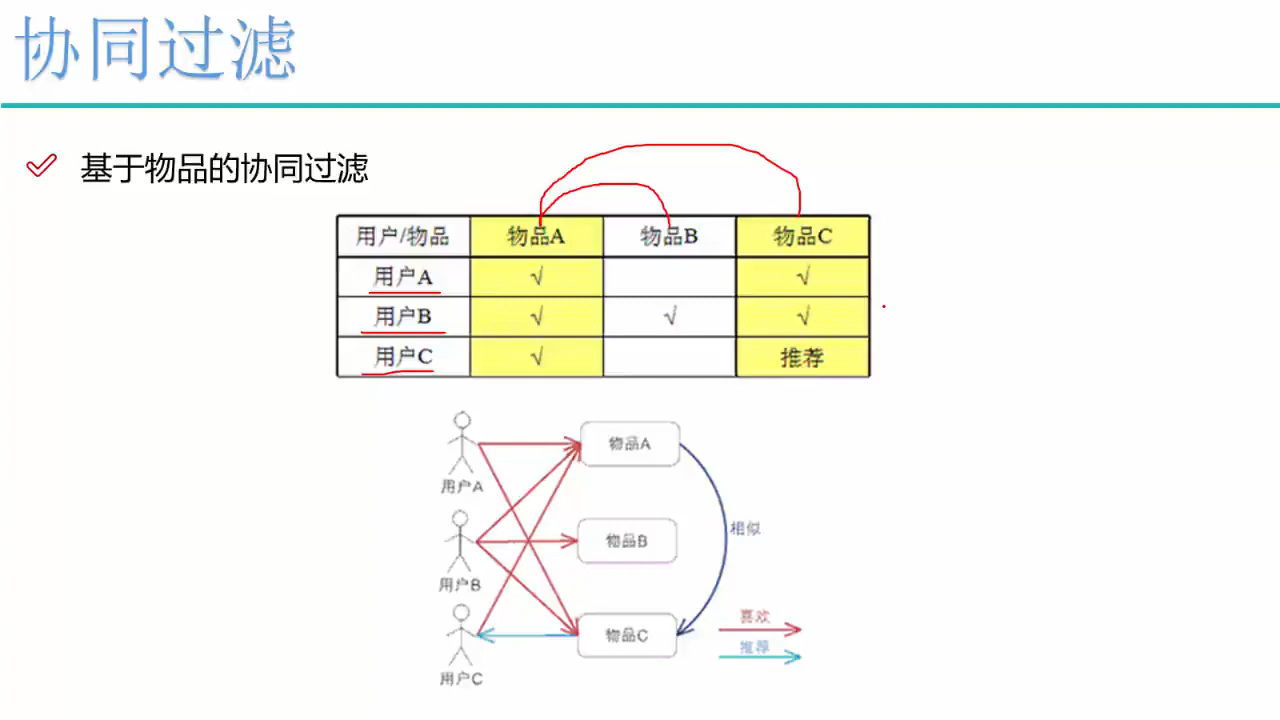 协同过滤
基于物品的协同过滤
用户/物品 物品A 物品B 物品C
用户A √ √
用户B √ √ √
用户C √ 推荐
物品A
用户A
相似
物品B
用户B
喜欢
物品C
推荐
用户C